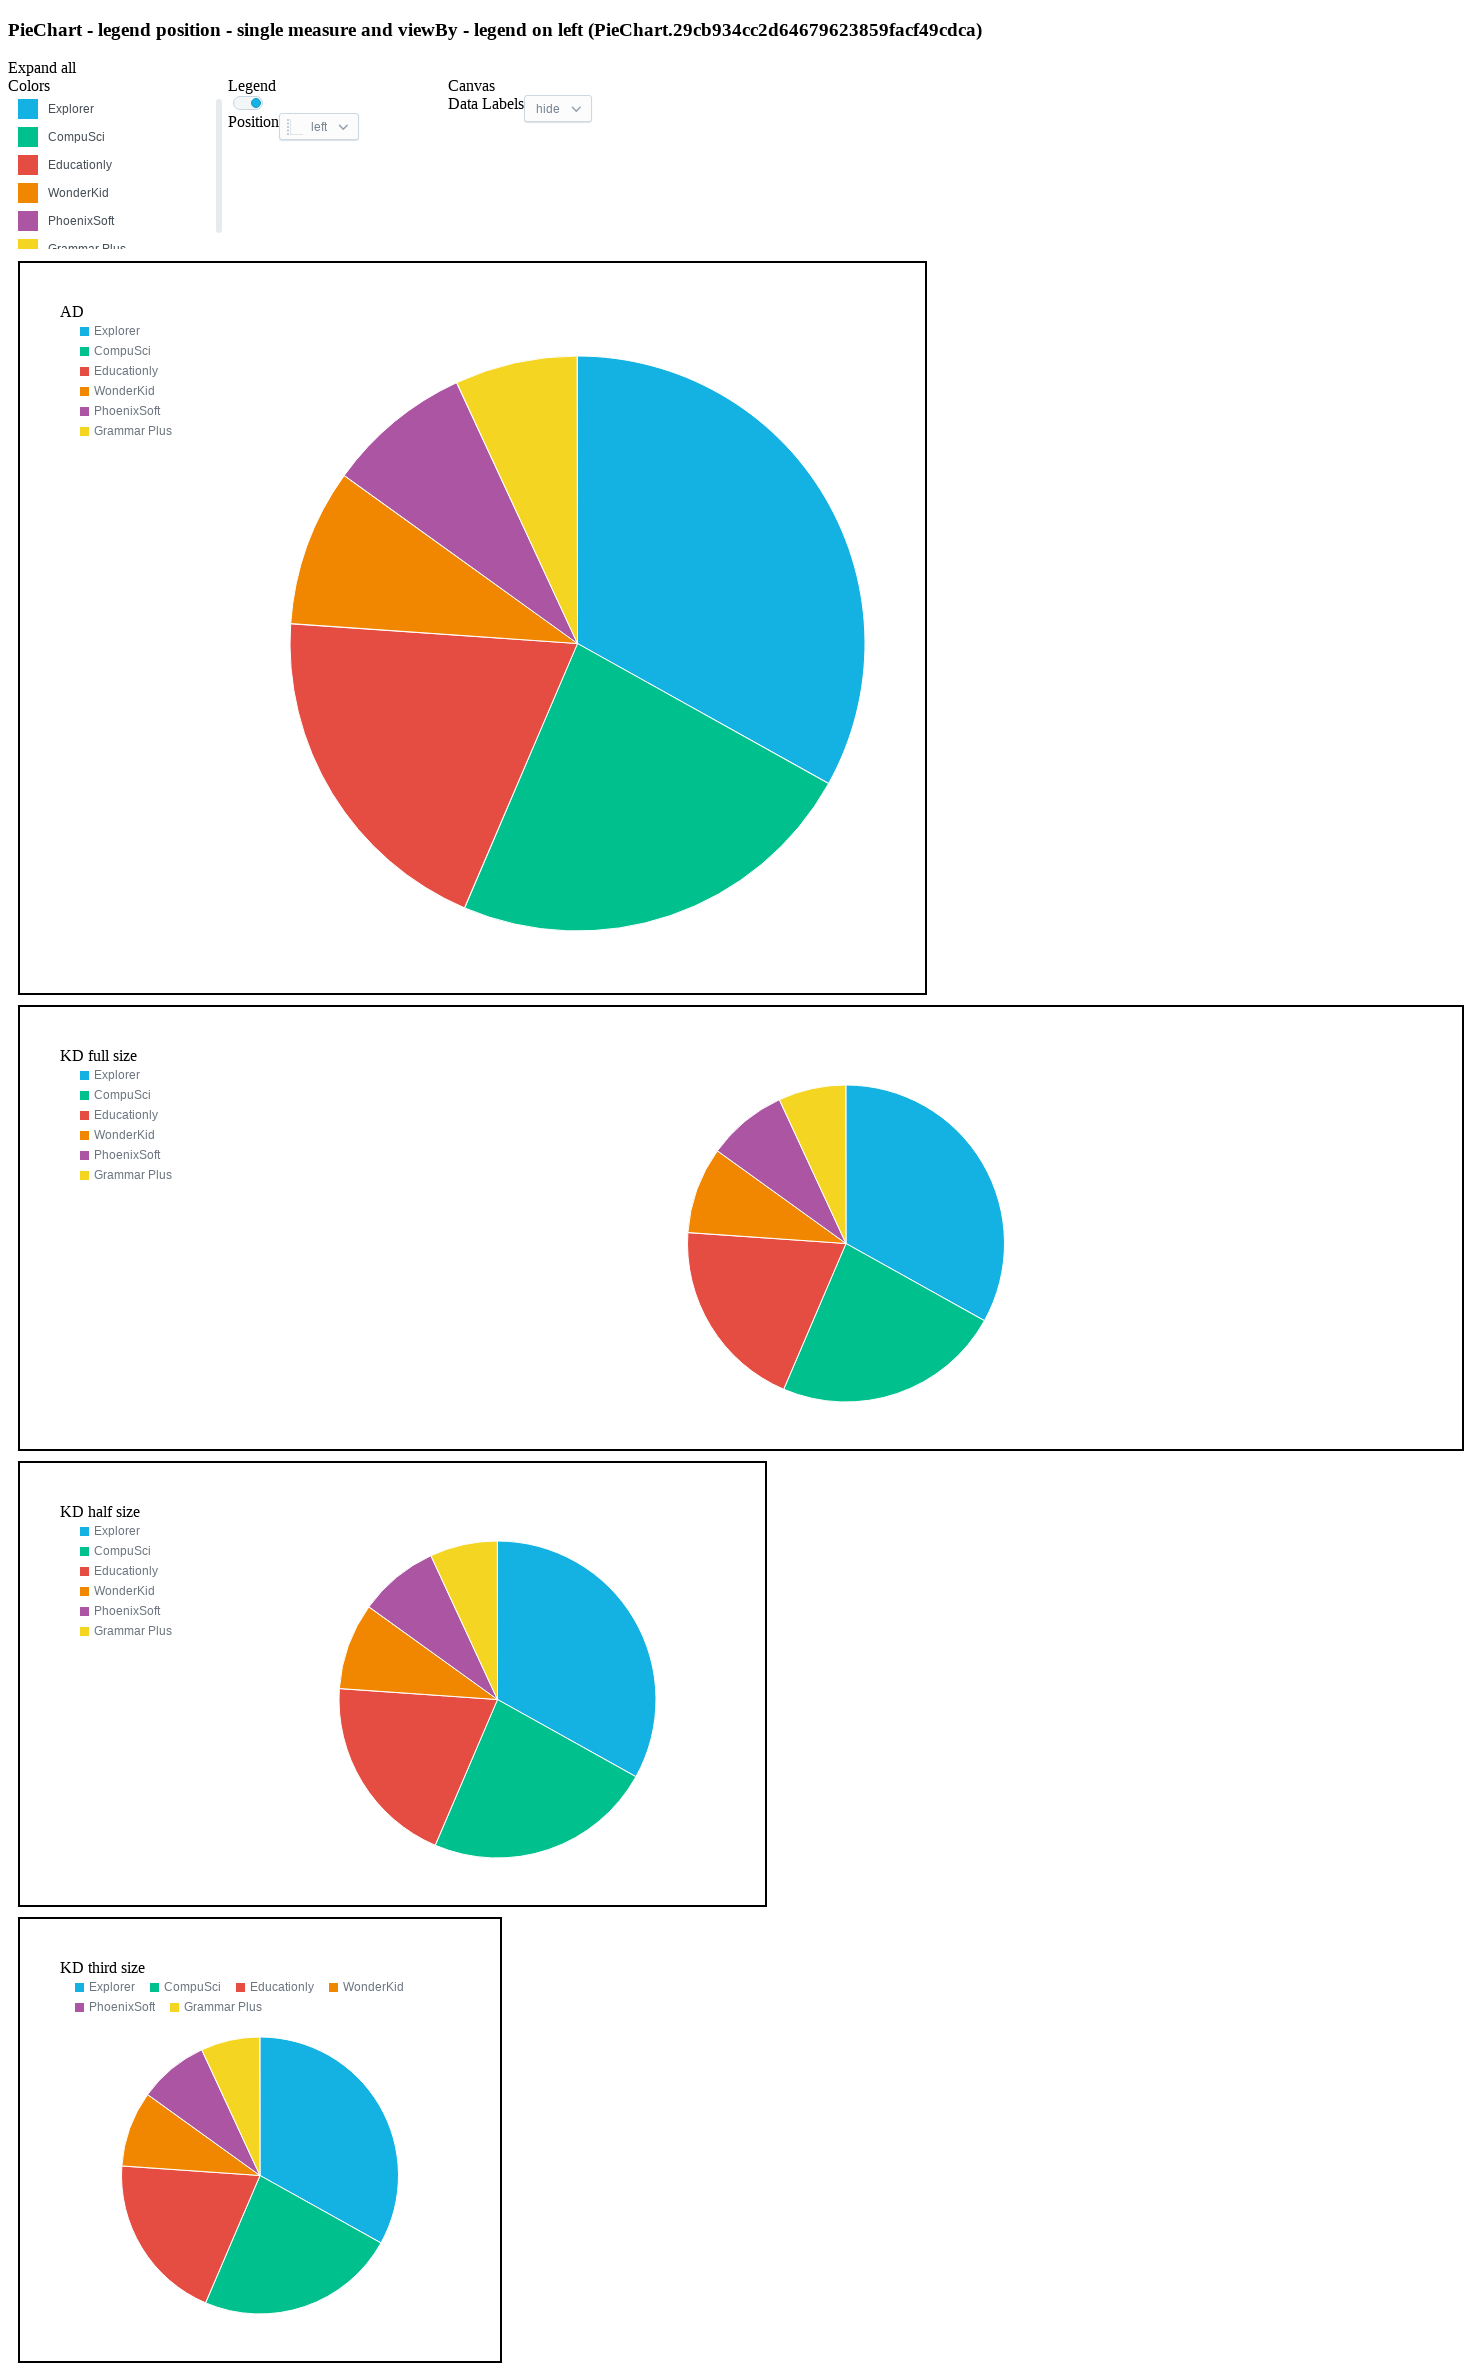 PieChart - legend position - single measure and viewBy - legend on left (PieChart.29cb934cc2d64679623859facf49cdca)
Expand all
Colors
Explorer
CompuSci
Educationly
WonderKid
PhoenixSoft
Grammar Plus
Legend
Position left
Canvas
Data Labels hide
AD
Explorer
CompuSci
Educationly
WonderKid
PhoenixSoft
Grammar Plus
KD full size
Explorer
CompuSci
Educationly
WonderKid
PhoenixSoft
Grammar Plus
KD half size
Explorer
CompuSci
Educationly
WonderKid
PhoenixSoft
Grammar Plus
KD third size
Explorer CompuSci Educationly WonderKid
PhoenixSoft Grammar Plus